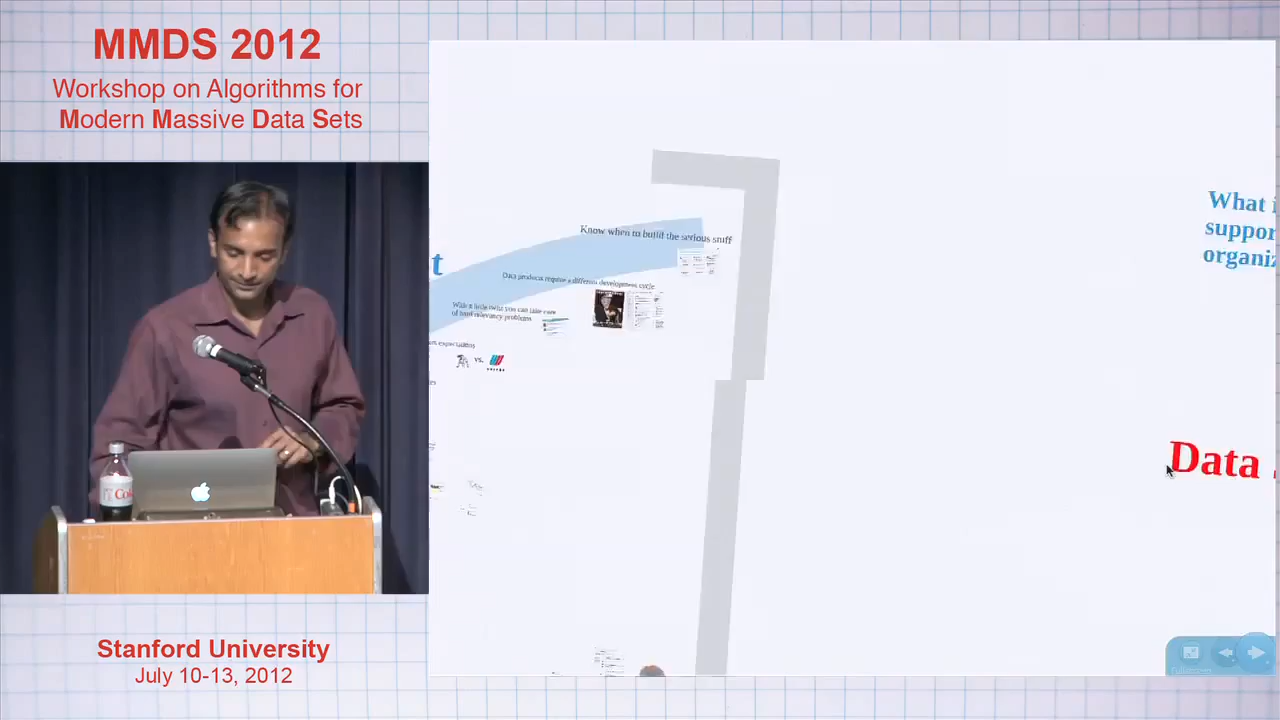 MMDS 2012
Workshop on Algorithms for
Modern Massive Data Sets
What i
suppor
organiz
Know when to build the serious stuff
t
Data products require a different development cycle
With a little twist you can take care
of hard relevancy problems
vs.
Data
Coke
Stanford University
July 10-13, 2012
Fullscreen